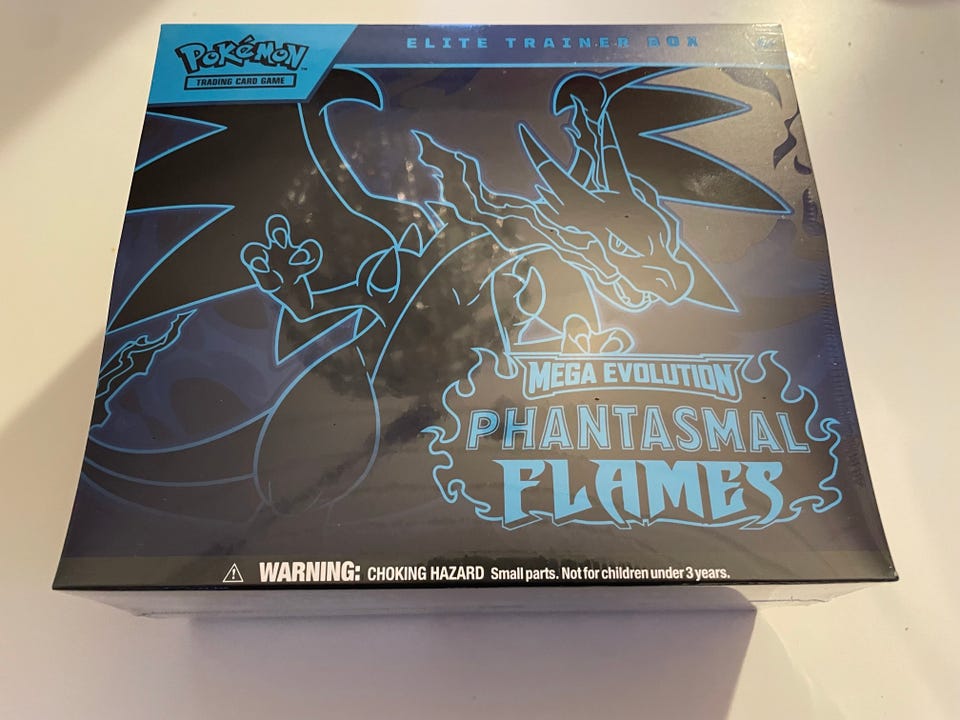 POKéMON
TRADING CARD GAME
ELITE TRAINER BOX
MEGA EVOLUTION
PHANTASMAL
FLAMES
WARNING: CHOKING HAZARD Small parts. Not for children under 3 years.